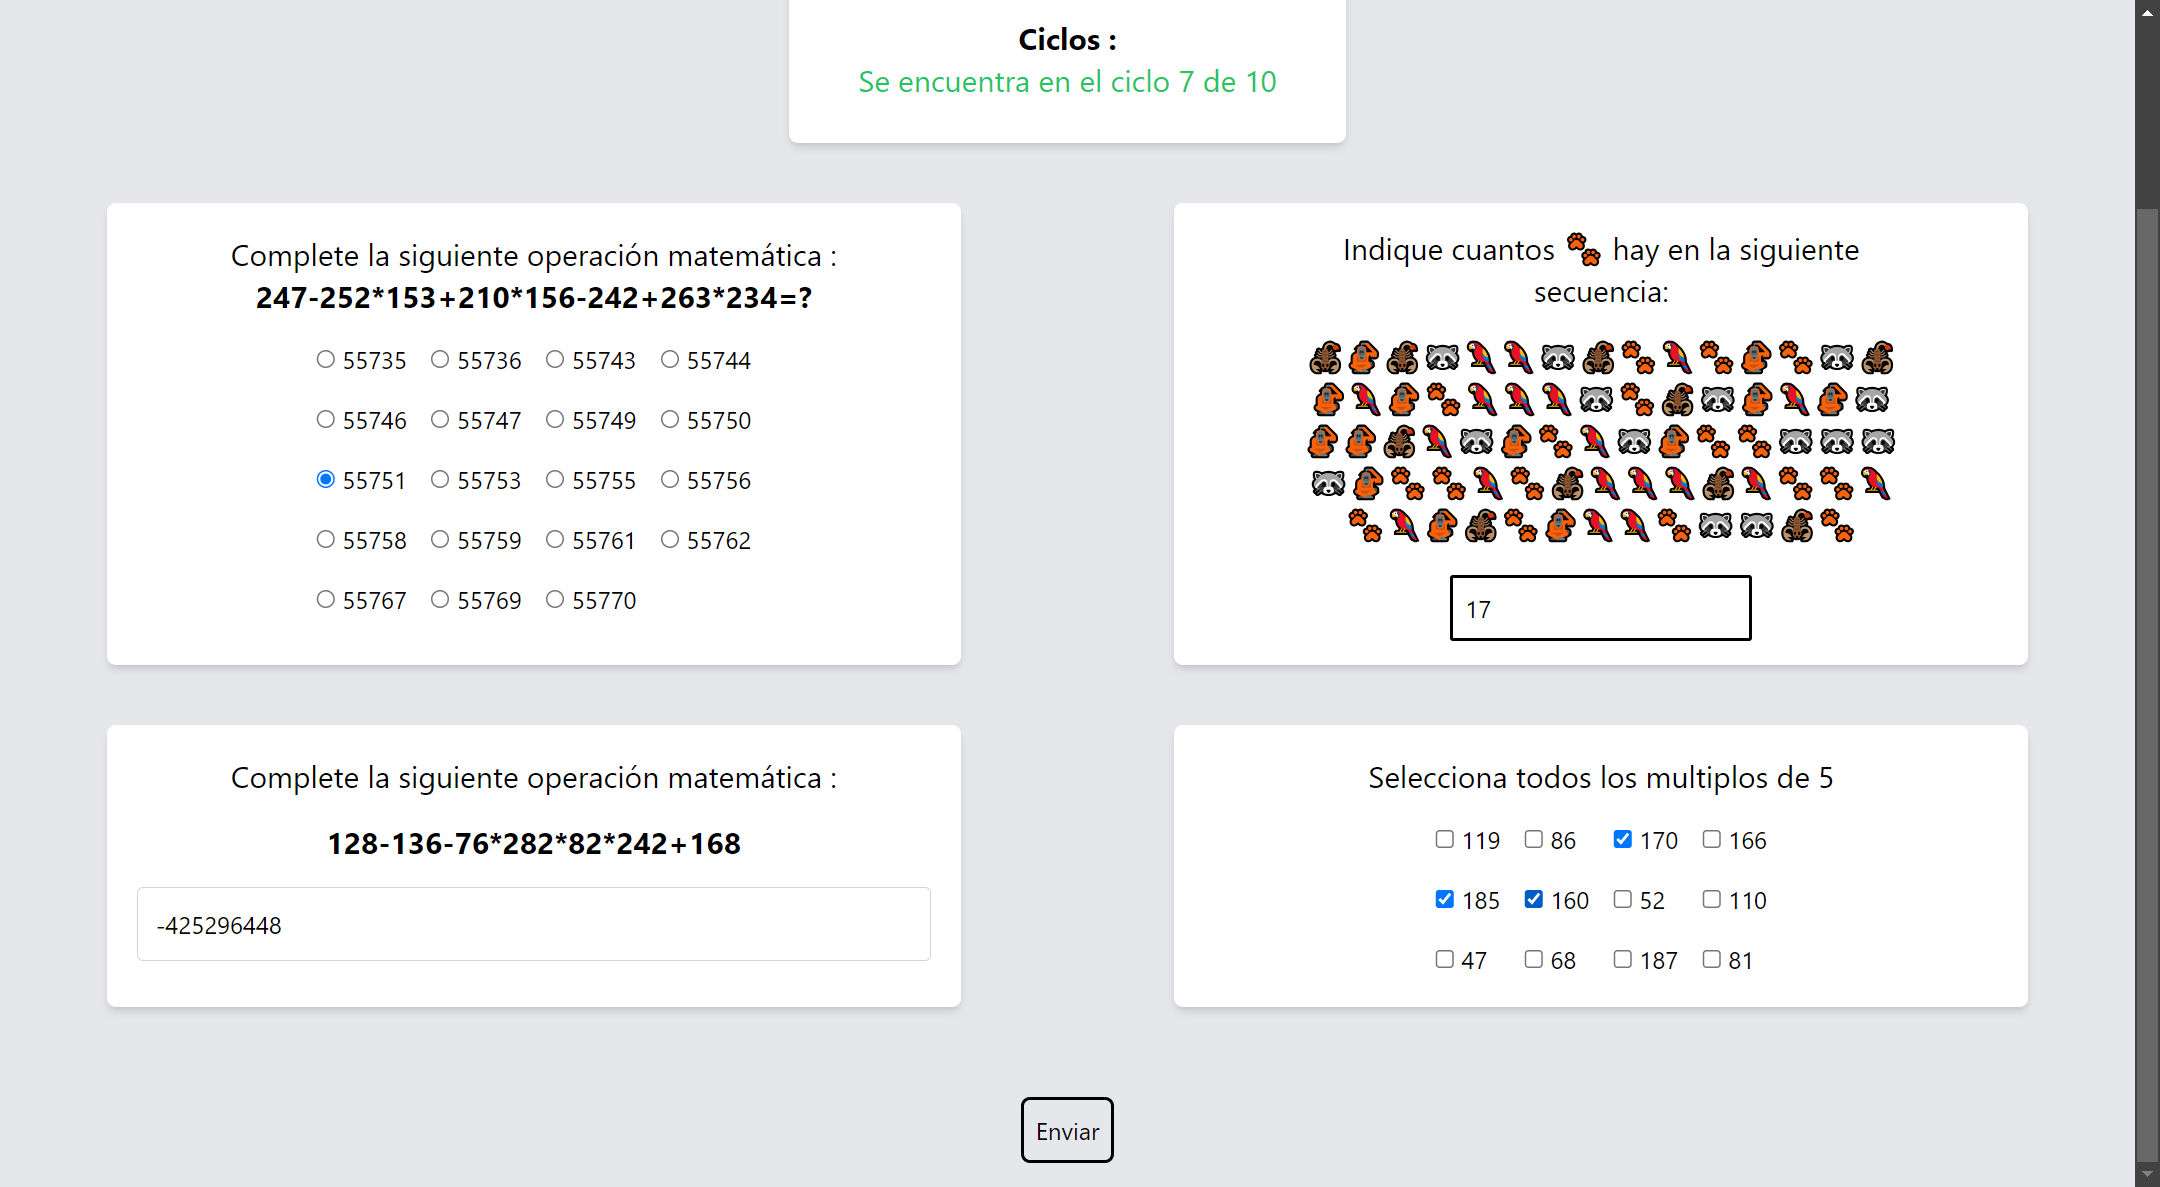 Ciclos :
Se encuentra en el ciclo 7 de 10
Complete la siguiente operación matemática :
247-252*153+210*156-242+263*234=?
55735 55736 55743 55744
55746 55747 55749 55750
55751 55753 55755 55756
55758 55759 55761 55762
55767 55769 55770
Indique cuantos 🐾 hay en la siguiente
secuencia:
17
Complete la siguiente operación matemática :
128-136-76*282*82*242+168
-425296448
Selecciona todos los multiplos de 5
119 86 170 166
185 160 52 110
47 68 187 81
Enviar